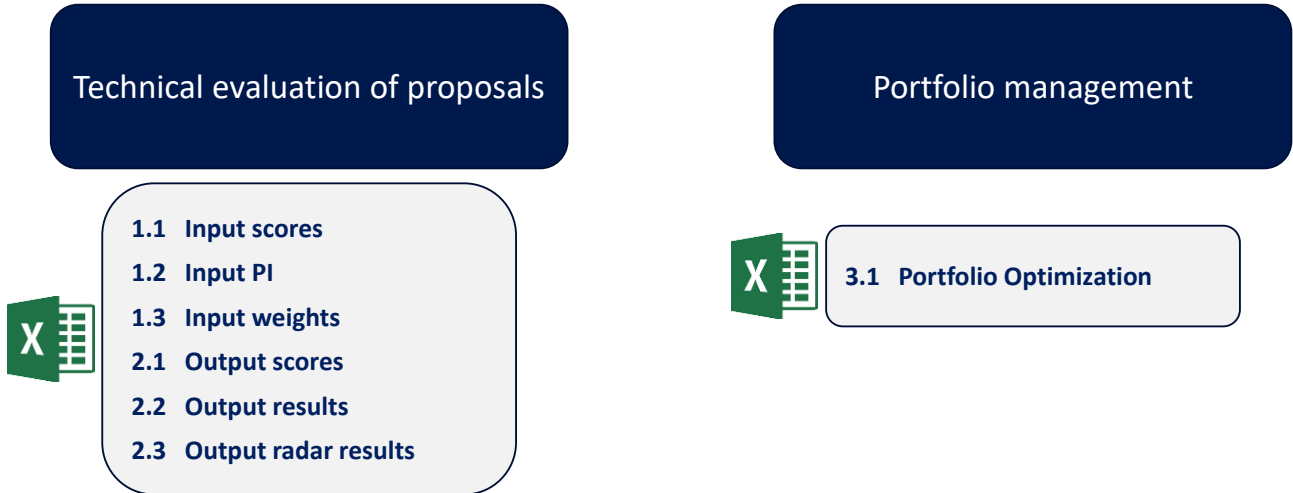 Technical evaluation of proposals
1.1 Input scores
1.2 Input PI
1.3 Input weights
2.1 Output scores
2.2 Output results
2.3 Output radar results
Portfolio management
3.1 Portfolio Optimization
X
X